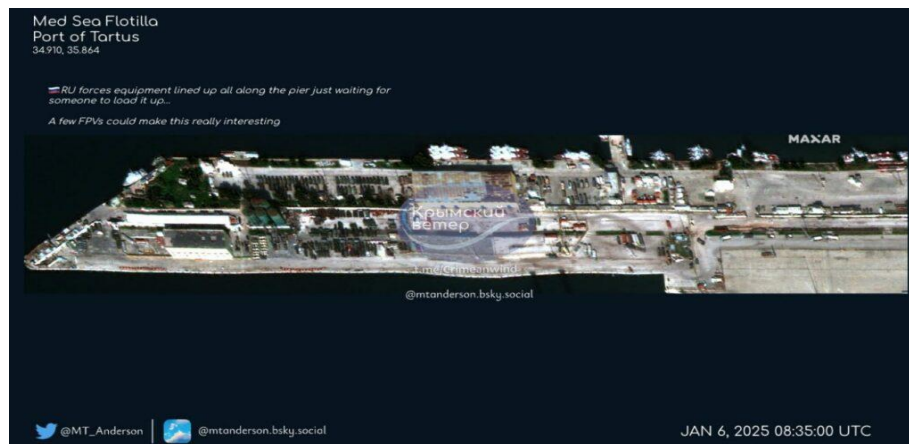 Med Sea Flotilla
Port of Tartus
34.910, 35.864
RU forces equipment lined up all along the pier just waiting for
someone to load it up...
A few FPVs could make this really interesting
MAXAR
Крымский
ветер
t.me/crimeanwind
@mtanderson.bsky.social
@MT_Anderson
@mtanderson.bsky.social
JAN 6, 2025 08:35:00 UTC